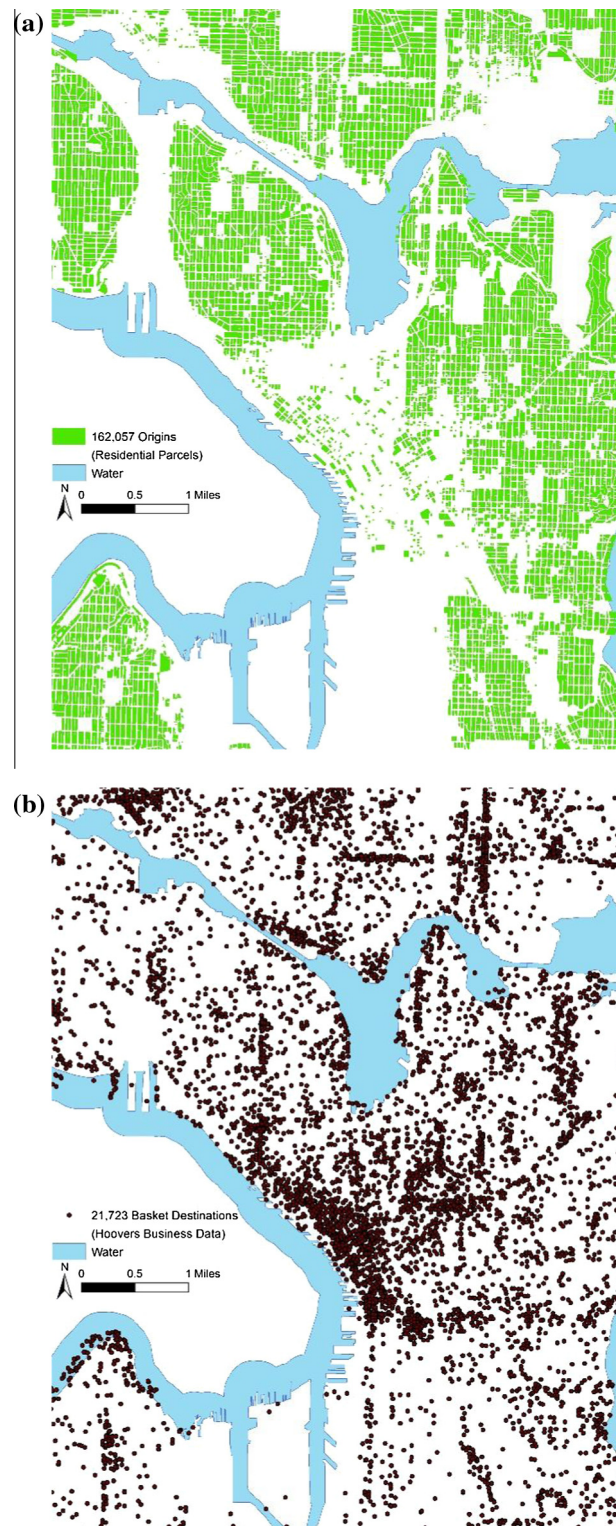 (a)
162,057 Origins
(Residential Parcels)
Water
N
0 0.5 1 Miles
(b)
21,723 Basket Destinations
(Hoovers Business Data)
Water
N
0 0.5 1 Miles